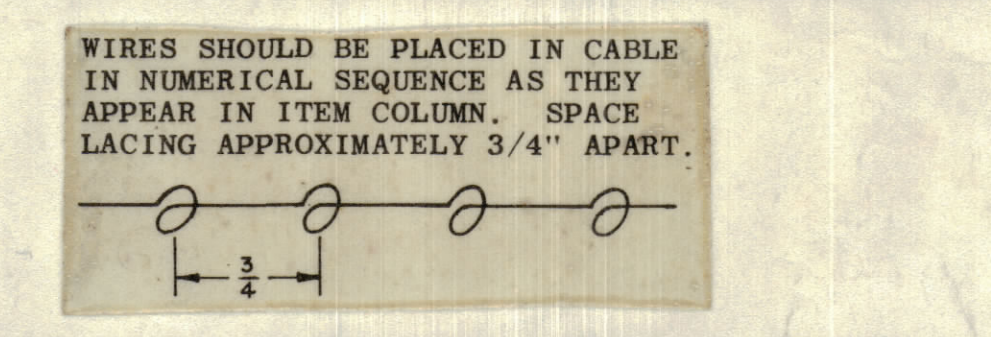 WIRES SHOULD BE PLACED IN CABLE
IN NUMERICAL SEQUENCE AS THEY
APPEAR IN ITEM COLUMN. SPACE
LACING APPROXIMATELY 3/4" APART.
3
4